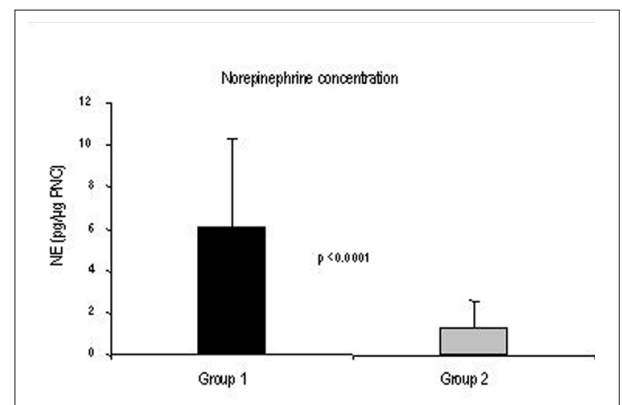 Norepinephrine concentration
12
10
8
6
4
2
0
NE (pg/µg PNC)
p <0.0001
Group 1
Group 2